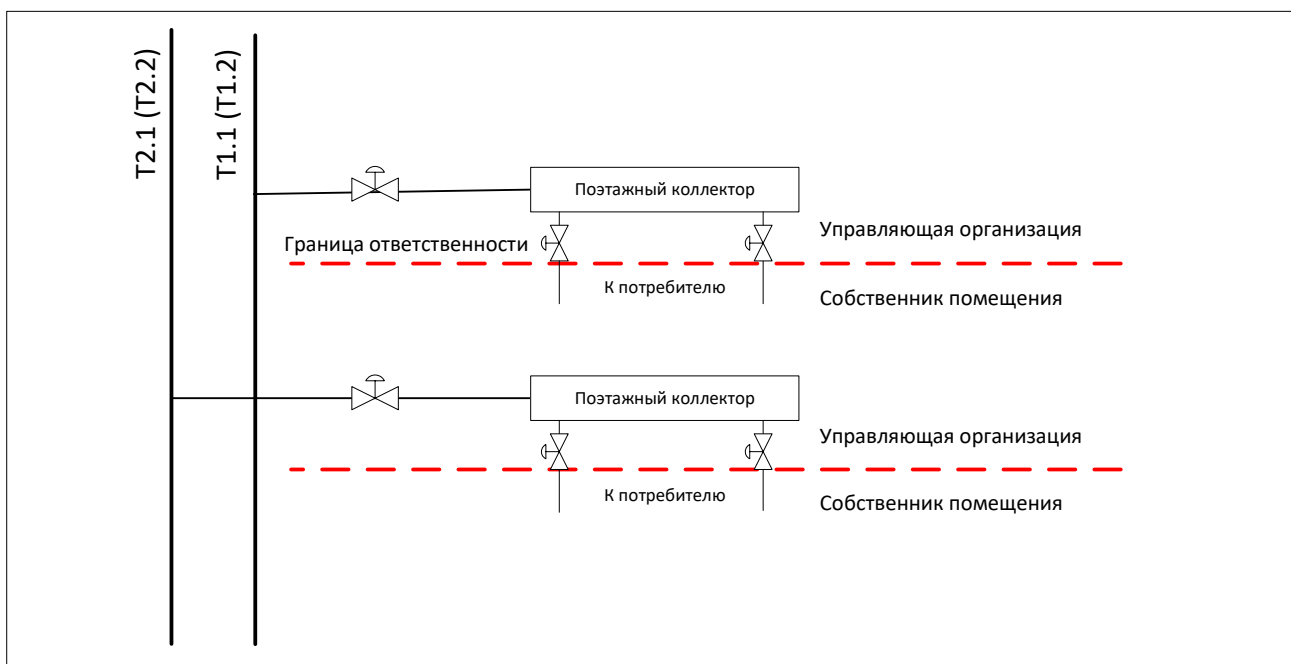 Т2.1 (Т2.2)
Т1.1 (Т1.2)
Поэтажный коллектор
Граница ответственности
Управляющая организация
К потребителю
Собственник помещения
Поэтажный коллектор
Управляющая организация
К потребителю
Собственник помещения